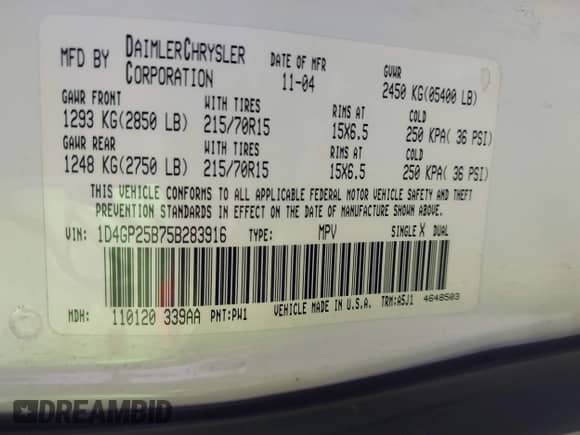 MFD BY DAIMLERCHRYSLER CORPORATION DATE OF MFR 11-04 GVWR 2450 KG(05400 LB)
GAWR FRONT WITH TIRES RIMS AT COLD
1293 KG(2850 LB) 215/70R15 15X6.5 250 KPA( 36 PSI)
GAWR REAR WITH TIRES RIMS AT COLD
1248 KG(2750 LB) 215/70R15 15X6.5 250 KPA( 36 PSI)
THIS VEHICLE CONFORMS TO ALL APPLICABLE FEDERAL MOTOR VEHICLE SAFETY AND THEFT
PREVENTION STANDARDS IN EFFECT ON THE DATE OF MANUFACTURE SHOWN ABOVE.
VIN: 1D4GP25B75B283916 TYPE: MPV SINGLE X DUAL
MDH: 110120 339AA PNT:PW1 VEHICLE MADE IN U.S.A. TRM:A5J1 4648503
DREAMBID